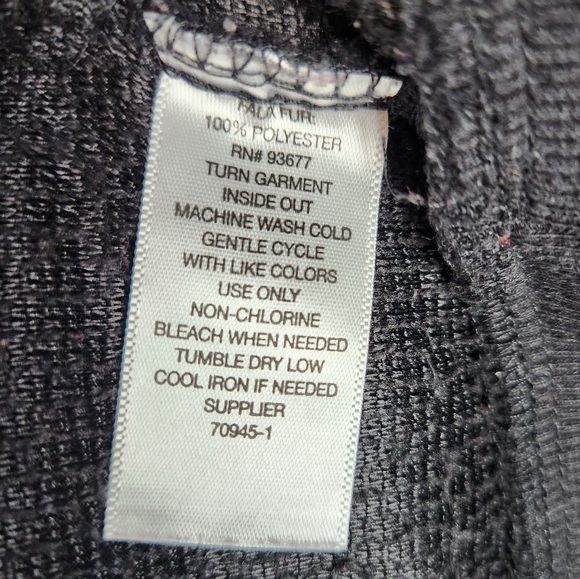 FAUX FUR:
100% POLYESTER
RN# 93677
TURN GARMENT
INSIDE OUT
MACHINE WASH COLD
GENTLE CYCLE
WITH LIKE COLORS
USE ONLY
NON-CHLORINE
BLEACH WHEN NEEDED
TUMBLE DRY LOW
COOL IRON IF NEEDED
SUPPLIER
70945-1